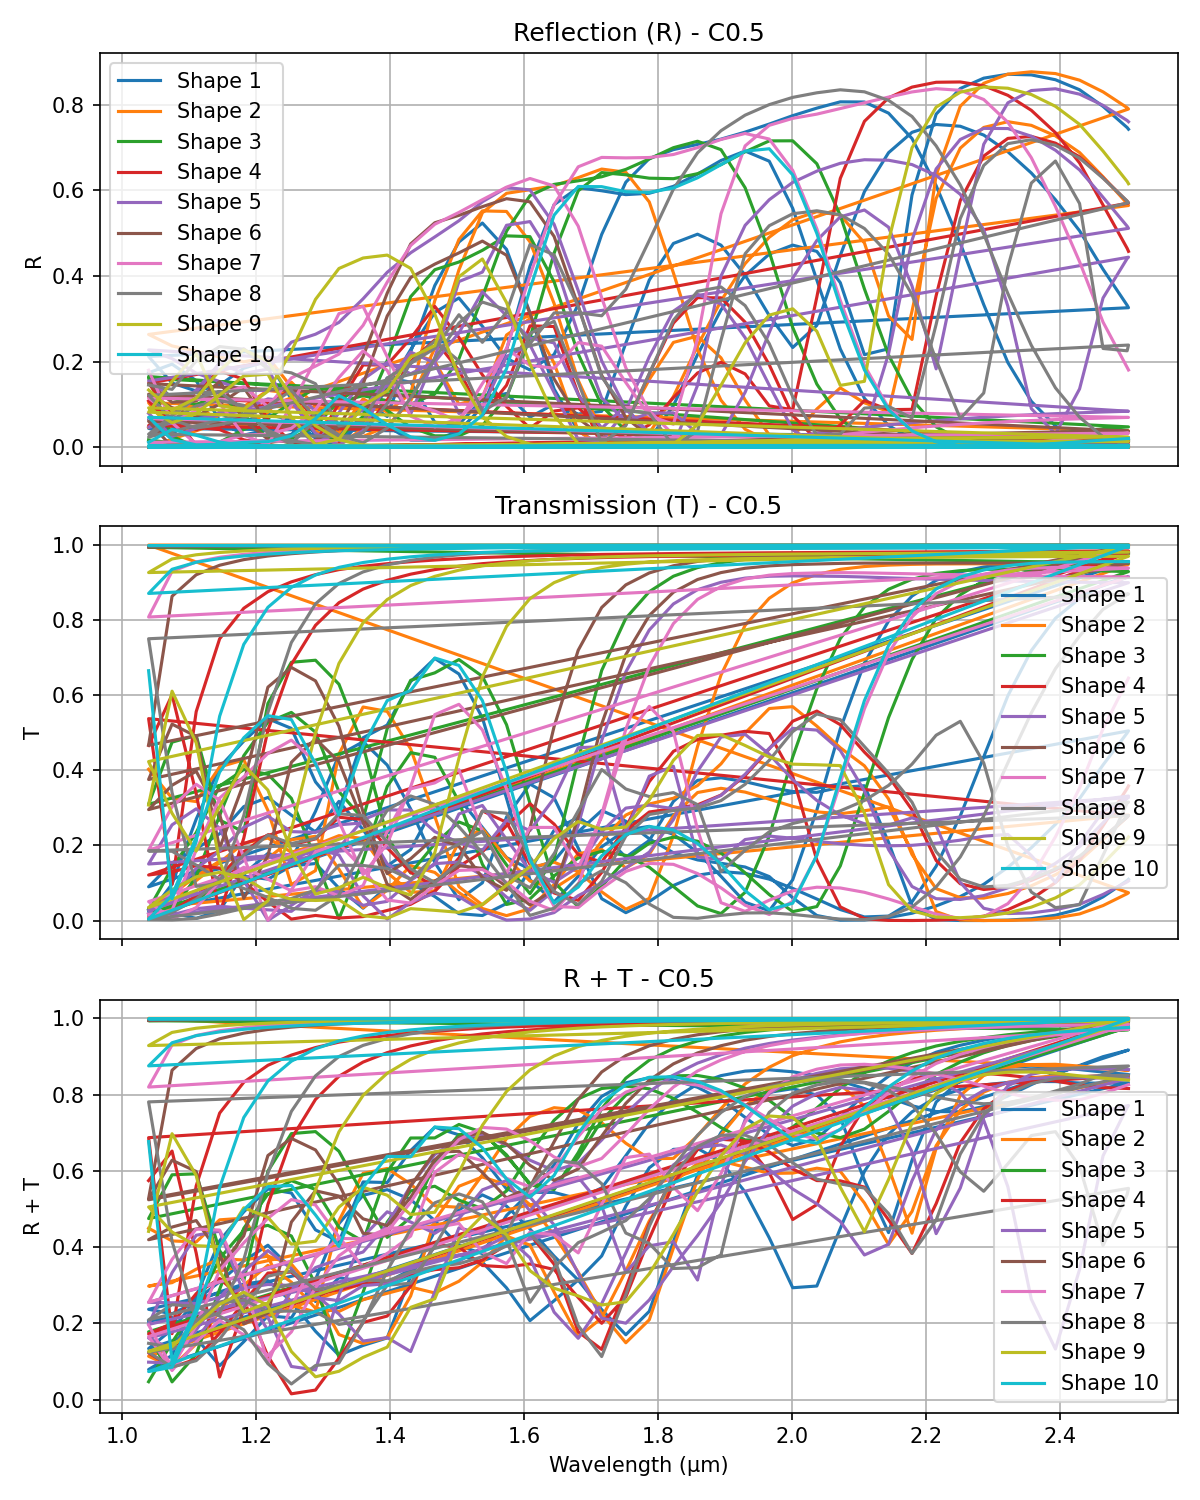 Reflection (R) - C0.5
R
0.8
0.6
0.4
0.2
0.0
Shape 1
Shape 2
Shape 3
Shape 4
Shape 5
Shape 6
Shape 7
Shape 8
Shape 9
Shape 10
Transmission (T) - C0.5
T
1.0
0.8
0.6
0.4
0.2
0.0
Shape 1
Shape 2
Shape 3
Shape 4
Shape 5
Shape 6
Shape 7
Shape 8
Shape 9
Shape 10
R + T - C0.5
R + T
1.0
0.8
0.6
0.4
0.2
0.0
Shape 1
Shape 2
Shape 3
Shape 4
Shape 5
Shape 6
Shape 7
Shape 8
Shape 9
Shape 10
1.0 1.2 1.4 1.6 1.8 2.0 2.2 2.4
Wavelength (μm)